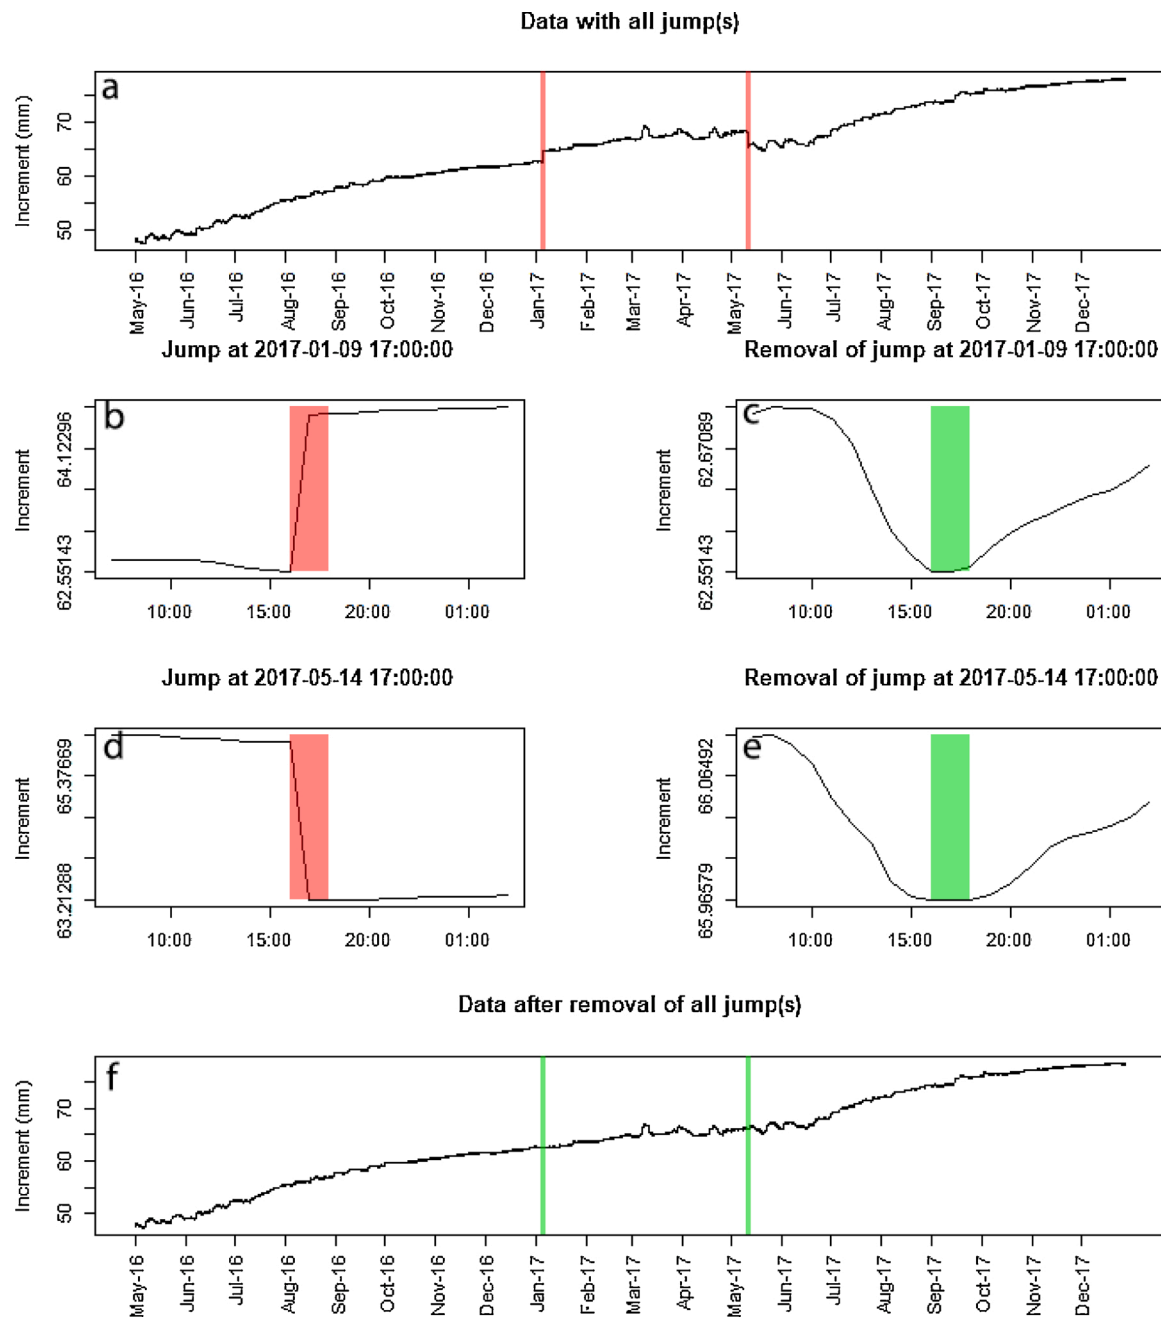 Data with all jump(s)
a
Increment (mm)
70
60
50
May-16 Jun-16 Jul-16 Aug-16 Sep-16 Oct-16 Nov-16 Dec-16 Jan-17 Feb-17 Mar-17 Apr-17 May-17 Jun-17 Jul-17 Aug-17 Sep-17 Oct-17 Nov-17 Dec-17
Jump at 2017-01-09 17:00:00
b
Increment
64.12296
62.55143
10:00 15:00 20:00 01:00
Removal of jump at 2017-01-09 17:00:00
c
Increment
62.67089
62.55143
10:00 15:00 20:00 01:00
Jump at 2017-05-14 17:00:00
d
Increment
65.37669
63.21288
10:00 15:00 20:00 01:00
Removal of jump at 2017-05-14 17:00:00
e
Increment
66.06492
65.96579
10:00 15:00 20:00 01:00
Data after removal of all jump(s)
f
Increment (mm)
70
60
50
May-16 Jun-16 Jul-16 Aug-16 Sep-16 Oct-16 Nov-16 Dec-16 Jan-17 Feb-17 Mar-17 Apr-17 May-17 Jun-17 Jul-17 Aug-17 Sep-17 Oct-17 Nov-17 Dec-17